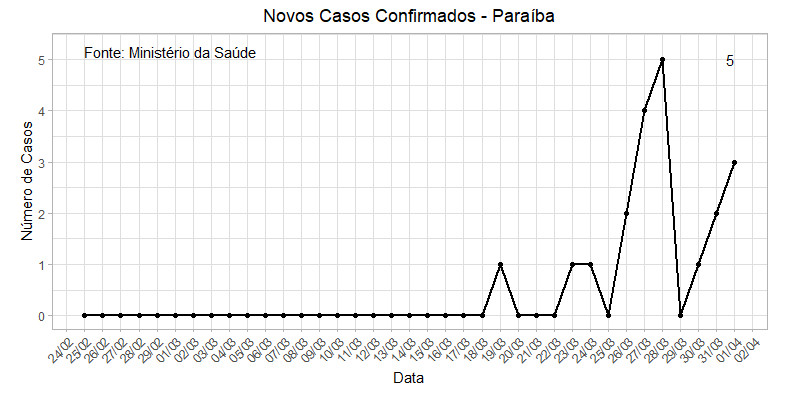 Novos Casos Confirmados - Paraíba
Fonte: Ministério da Saúde
5
5
4
3
2
1
0
Número de Casos
24/02 25/02 26/02 27/02 28/02 29/02 01/03 02/03 03/03 04/03 05/03 06/03 07/03 08/03 09/03 10/03 11/03 12/03 13/03 14/03 15/03 16/03 17/03 18/03 19/03 20/03 21/03 22/03 23/03 24/03 25/03 26/03 27/03 28/03 29/03 30/03 31/03 01/04 02/04
Data